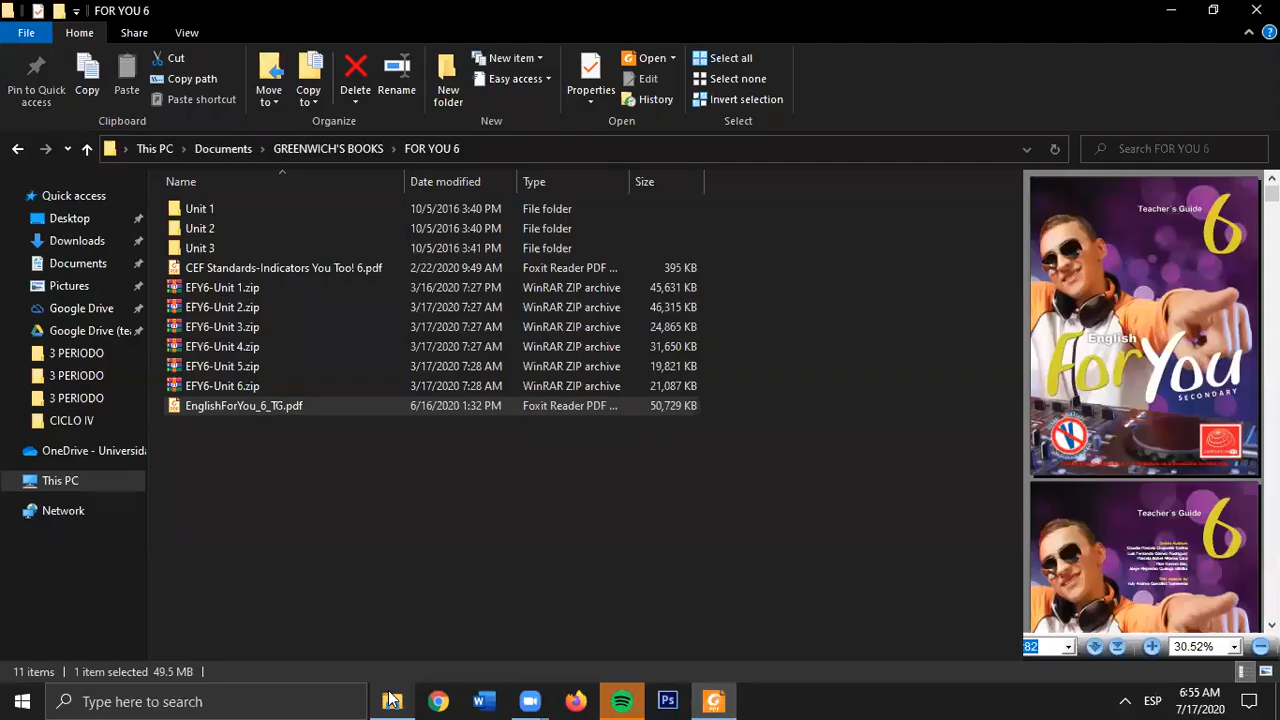 FOR YOU 6
File
Home
Share
View
Pin to Quick access
Copy
Paste
Cut
Copy path
Paste shortcut
Clipboard
Move to
Copy to
Delete
Rename
Organize
New folder
New item
Easy access
New
Properties
Open
Edit
History
Open
Select all
Select none
Invert selection
Select
This PC > Documents > GREENWICH'S BOOKS > FOR YOU 6
Search FOR YOU 6
Name Date modified Type Size
Quick access
Desktop
Downloads
Documents
Pictures
Google Drive
Google Drive (tea
3 PERIODO
3 PERIODO
3 PERIODO
CICLO IV
OneDrive - Universida
This PC
Network
Unit 1 10/5/2016 3:40 PM File folder
Unit 2 10/5/2016 3:40 PM File folder
Unit 3 10/5/2016 3:41 PM File folder
CEF Standards-Indicators You Too! 6.pdf 2/22/2020 9:49 AM Foxit Reader PDF ... 395 KB
EFY6-Unit 1.zip 3/16/2020 7:27 PM WinRAR ZIP archive 45,631 KB
EFY6-Unit 2.zip 3/17/2020 7:27 AM WinRAR ZIP archive 46,315 KB
EFY6-Unit 3.zip 3/17/2020 7:27 AM WinRAR ZIP archive 24,865 KB
EFY6-Unit 4.zip 3/17/2020 7:27 AM WinRAR ZIP archive 31,650 KB
EFY6-Unit 5.zip 3/17/2020 7:28 AM WinRAR ZIP archive 19,821 KB
EFY6-Unit 6.zip 3/17/2020 7:28 AM WinRAR ZIP archive 21,087 KB
EnglishForYou_6_TG.pdf 6/16/2020 1:32 PM Foxit Reader PDF ... 50,729 KB
Teacher's Guide 6
English
For You
SECONDARY
Teacher's Guide 6
82
30.52%
11 items
1 item selected 49.5 MB
Type here to search
ESP
6:55 AM
7/17/2020